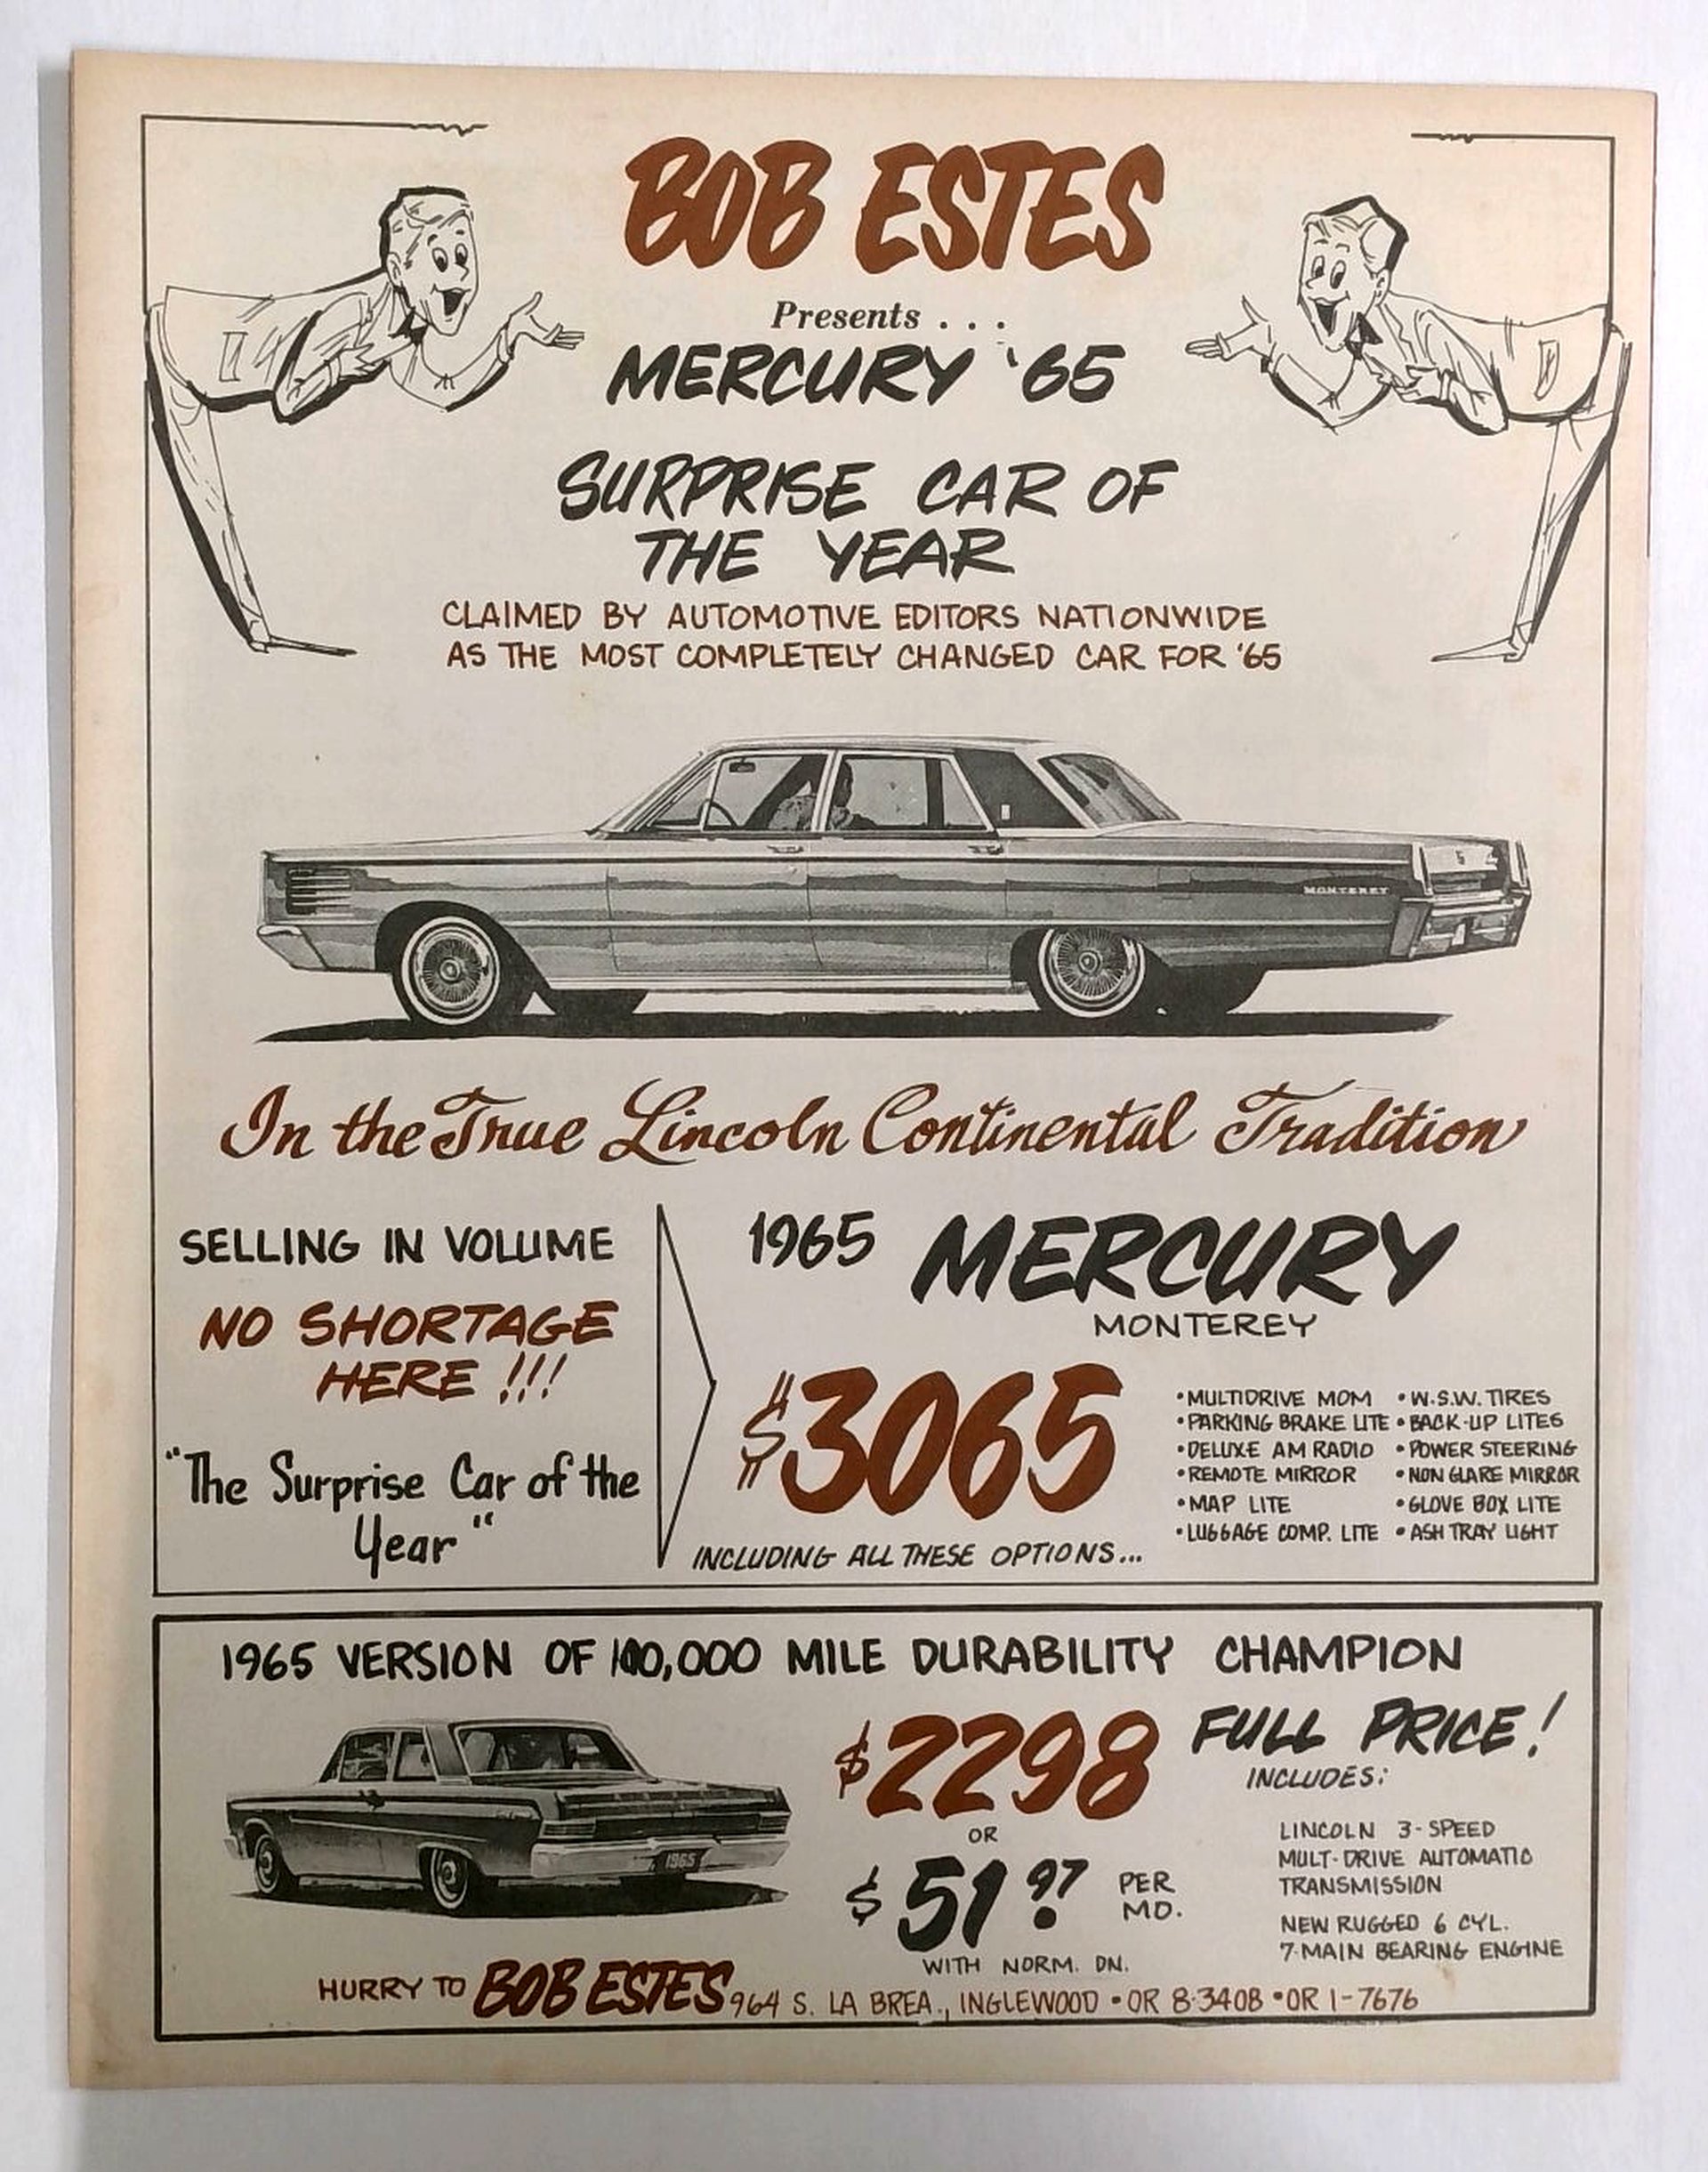 BOB ESTES
Presents . . .
MERCURY '65
SURPRISE CAR OF
THE YEAR
CLAIMED BY AUTOMOTIVE EDITORS NATIONWIDE
AS THE MOST COMPLETELY CHANGED CAR FOR '65
MONTEREY
In the True Lincoln Continental Tradition
SELLING IN VOLUME
NO SHORTAGE
HERE !!!
"The Surprise Car of the
Year"
1965 MERCURY
MONTEREY
$3065
INCLUDING ALL THESE OPTIONS...
•MULTIDRIVE MOM
•PARKING BRAKE LITE
•DELUXE AM RADIO
•REMOTE MIRROR
•MAP LITE
•LUGGAGE COMP. LITE
•W.S.W. TIRES
•BACK-UP LITES
•POWER STEERING
•NON GLARE MIRROR
•GLOVE BOX LITE
•ASH TRAY LIGHT
1965 VERSION OF 100,000 MILE DURABILITY CHAMPION
1965
$2298 FULL PRICE!
OR
$51.97 PER
MO.
WITH NORM. DN.
INCLUDES:
LINCOLN 3-SPEED
MULT-DRIVE AUTOMATIC
TRANSMISSION
NEW RUGGED 6 CYL.
7-MAIN BEARING ENGINE
HURRY TO BOB ESTES 964 S. LA BREA., INGLEWOOD • OR 8-3408 • OR 1-7676